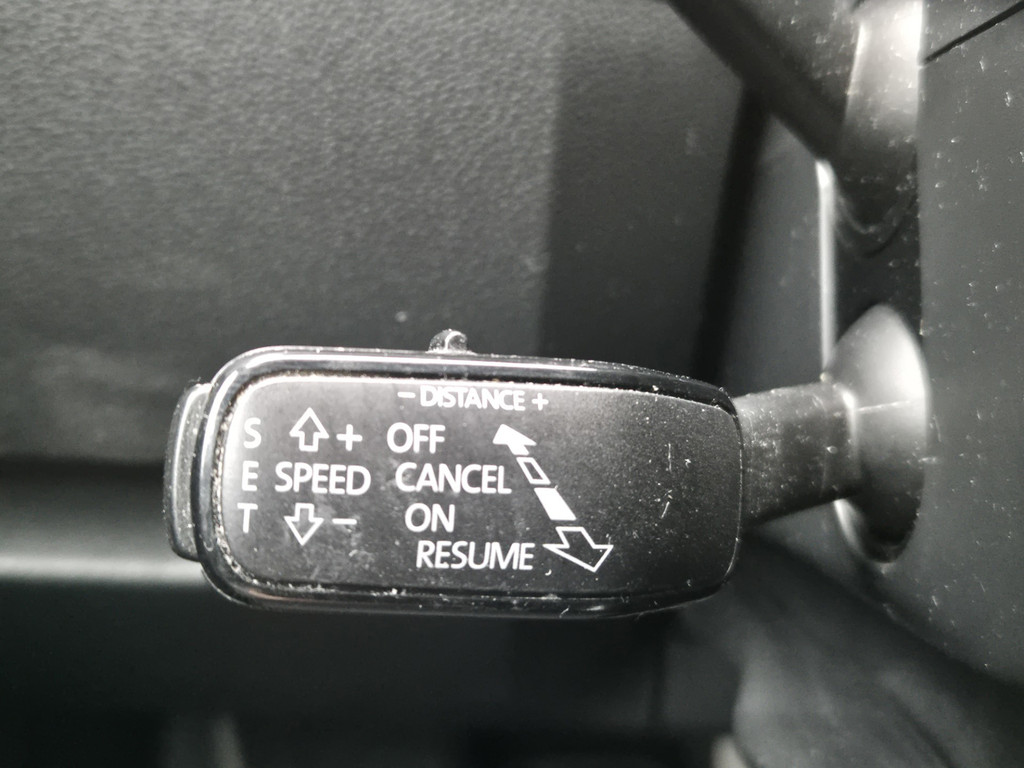 − DISTANCE +
S + OFF
E SPEED CANCEL
T − ON
RESUME